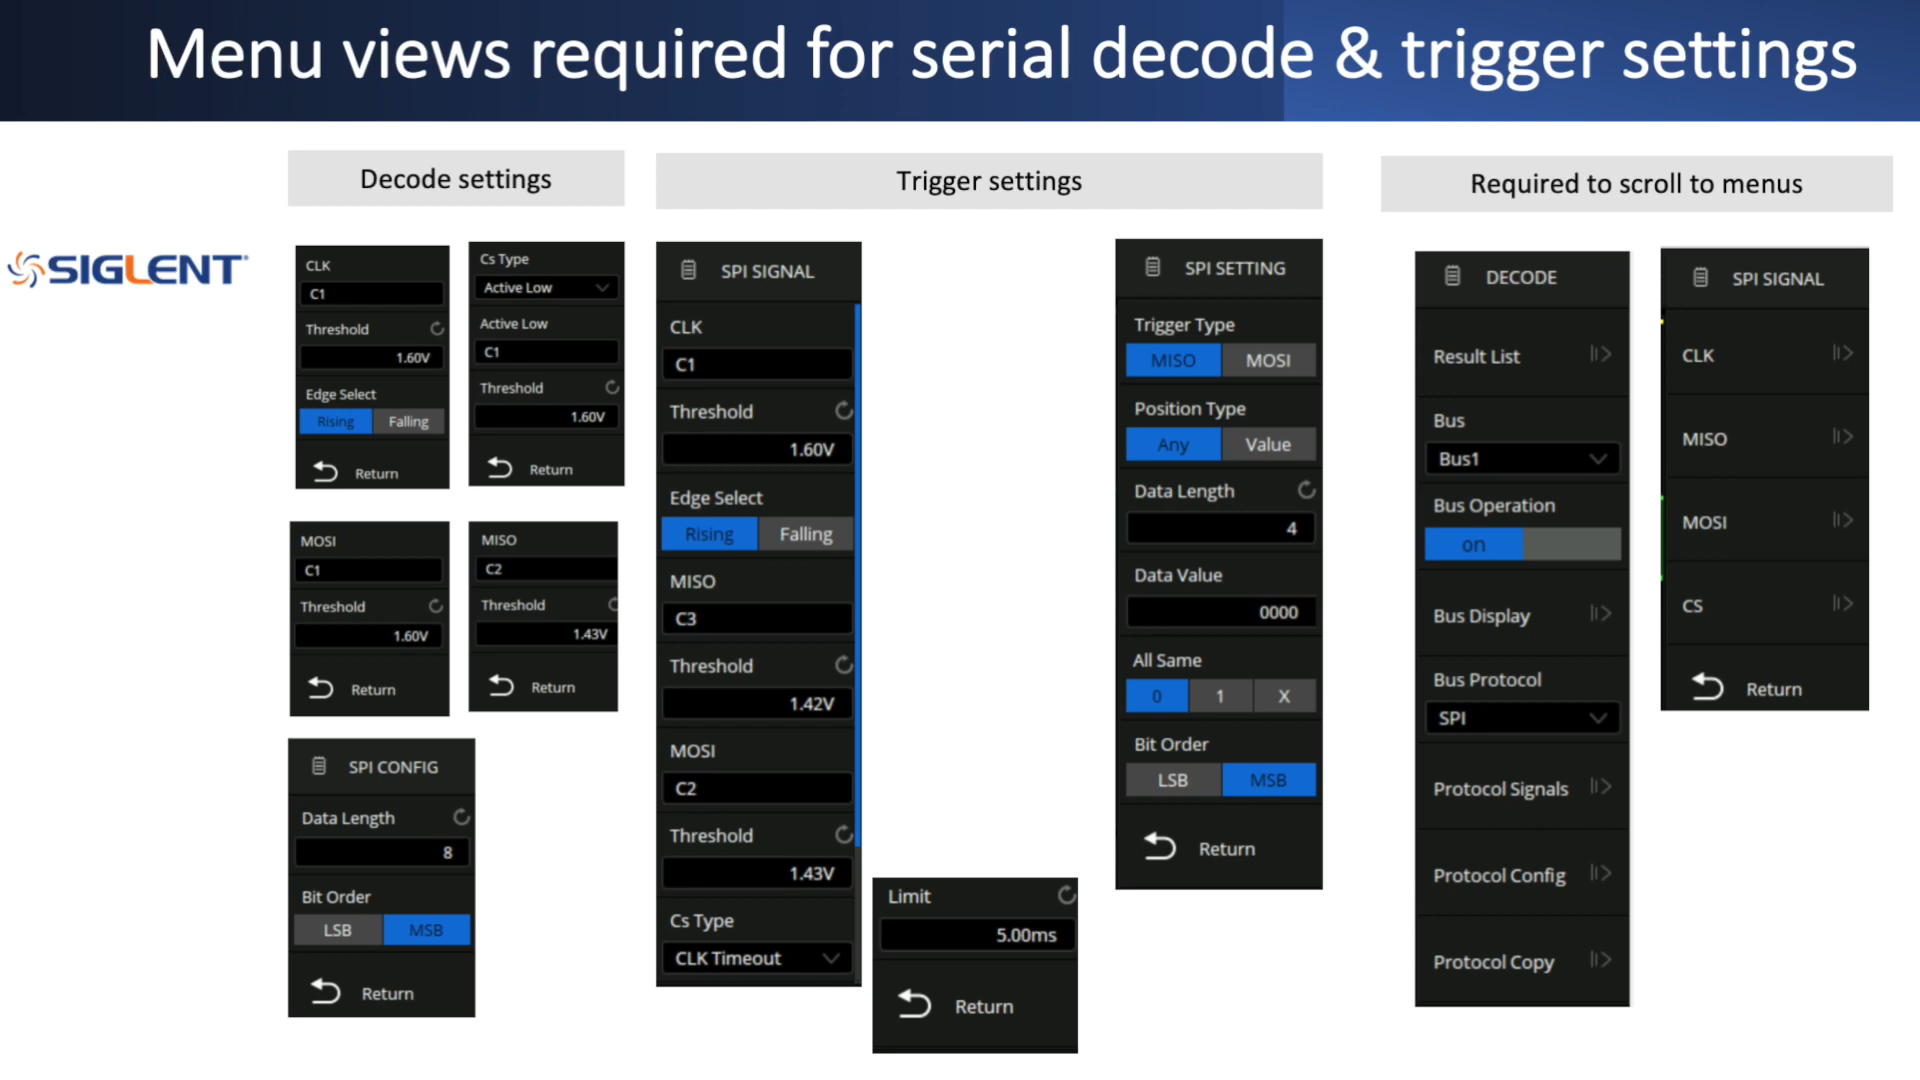 Menu views required for serial decode & trigger settings
Decode settings
Trigger settings
Required to scroll to menus
SIGLENT
CLK
C1
Threshold
1.60V
Edge Select
Rising Falling
Return
Cs Type
Active Low
Active Low
C1
Threshold
1.60V
Return
MOSI
C1
Threshold
1.60V
Return
MISO
C2
Threshold
1.43V
Return
SPI CONFIG
Data Length
8
Bit Order
LSB MSB
Return
SPI SIGNAL
CLK
C1
Threshold
1.60V
Edge Select
Rising Falling
MISO
C3
Threshold
1.42V
MOSI
C2
Threshold
1.43V
Cs Type
CLK Timeout
Limit
5.00ms
Return
SPI SETTING
Trigger Type
MISO MOSI
Position Type
Any Value
Data Length
4
Data Value
0000
All Same
0 1 X
Bit Order
LSB MSB
Return
DECODE
Result List
Bus
Bus1
Bus Operation
on
Bus Display
Bus Protocol
SPI
Protocol Signals
Protocol Config
Protocol Copy
SPI SIGNAL
CLK
MISO
MOSI
CS
Return